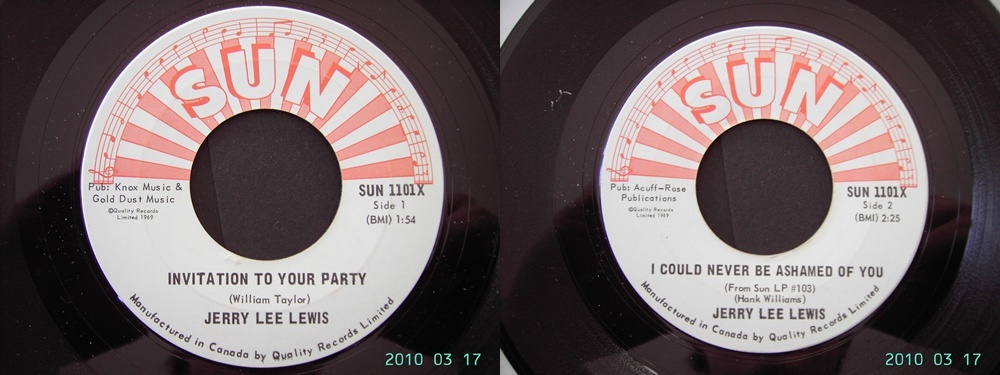 SUN
Pub: Knox Music &
Gold Dust Music
©Quality Records
Limited 1969
SUN 1101X
Side 1
(BMI) 1:54
INVITATION TO YOUR PARTY
(William Taylor)
JERRY LEE LEWIS
Manufactured in Canada by Quality Records Limited
2010 03 17
SUN
Pub: Acuff-Rose
Publications
©Quality Records
Limited 1969
SUN 1101X
Side 2
(BMI) 2:25
I COULD NEVER BE ASHAMED OF YOU
(From Sun LP #103)
(Hank Williams)
JERRY LEE LEWIS
Manufactured in Canada by Quality Records Limited
2010 03 17